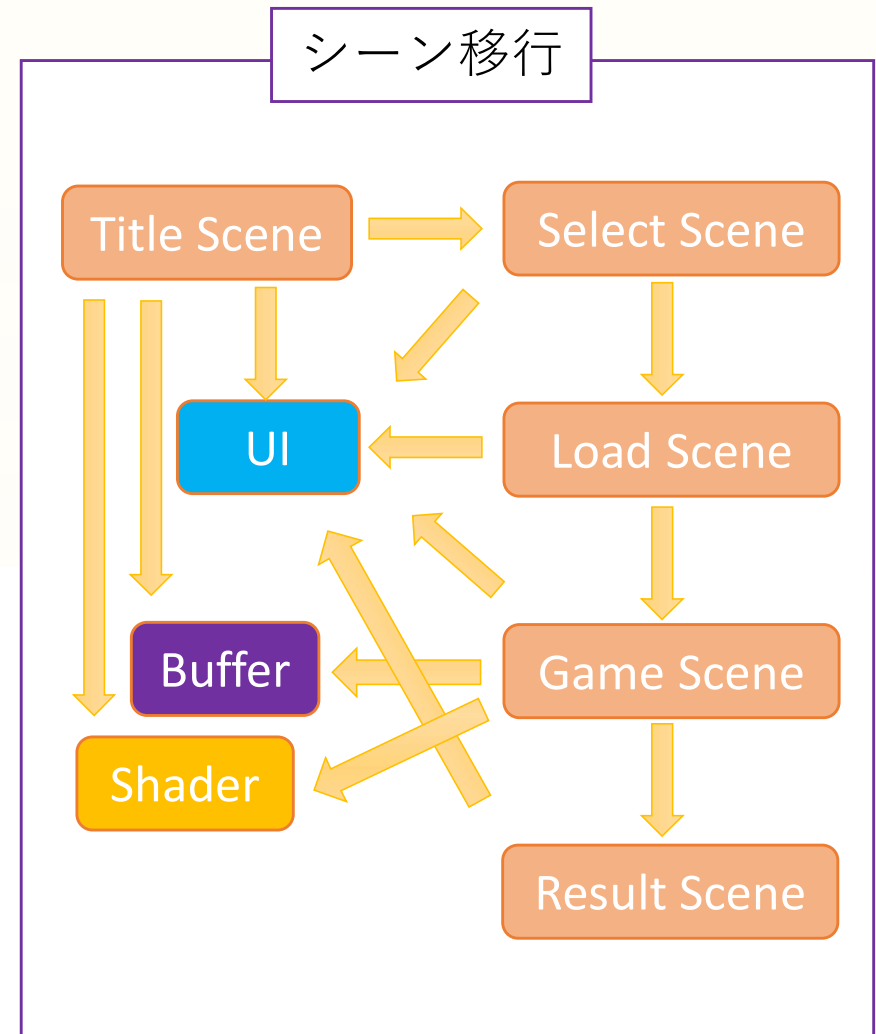 シーン移行
Title Scene
Select Scene
UI
Load Scene
Buffer
Game Scene
Shader
Result Scene